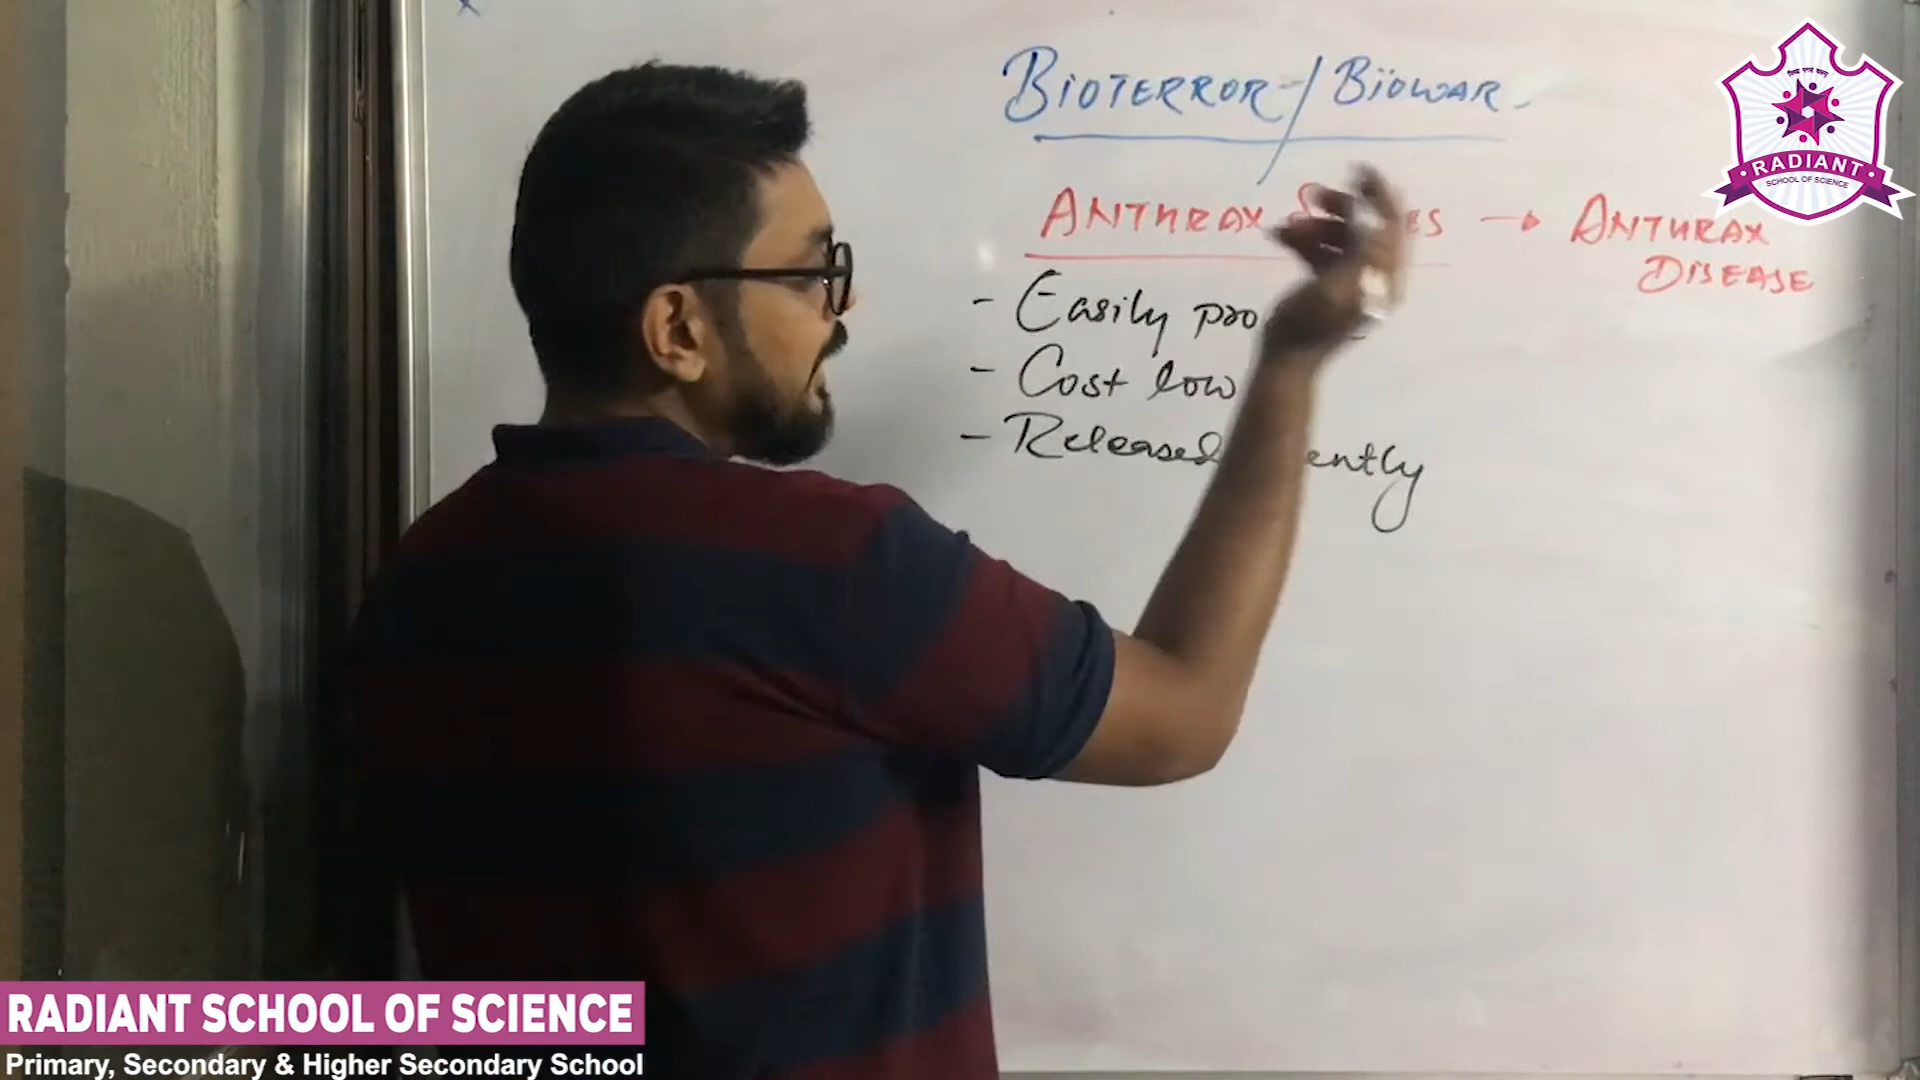 BIOTERROR / BIOWAR
ANTHRAX → ANTHRAX
DISEASE
- Easily
- Cost low
- Released
RADIANT
SCHOOL OF SCIENCE
RADIANT SCHOOL OF SCIENCE
Primary, Secondary & Higher Secondary School